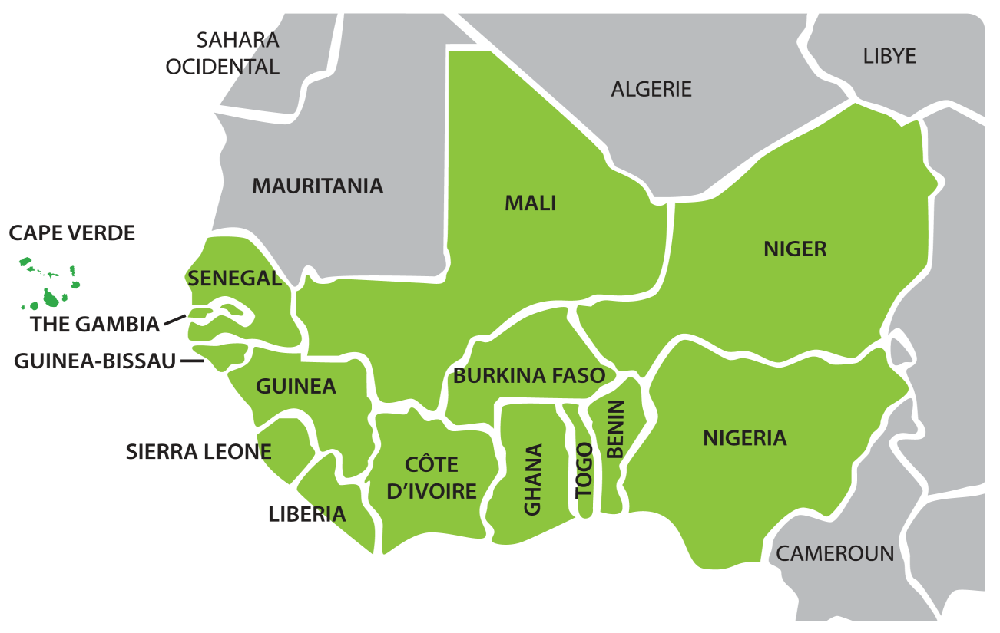 SAHARA
OCIDENTAL
LIBYE
ALGERIE
MAURITANIA
MALI
CAPE VERDE
NIGER
SENEGAL
THE GAMBIA
GUINEA-BISSAU
BURKINA FASO
GUINEA
BENIN
NIGERIA
SIERRA LEONE
CÔTE
D’IVOIRE
GHANA
TOGO
LIBERIA
CAMEROUN